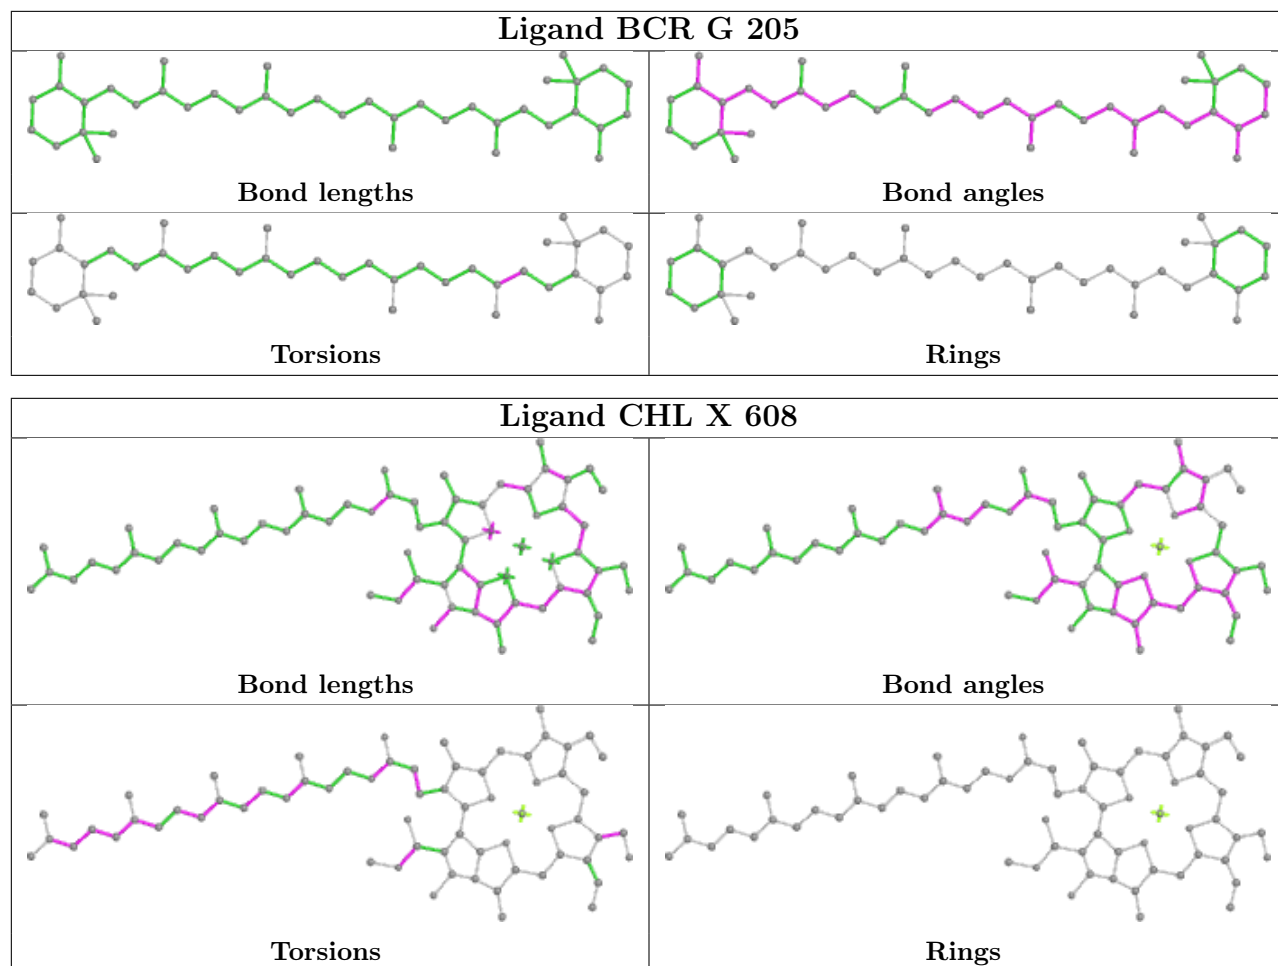 Ligand BCR G 205
Bond lengths
Bond angles
Torsions
Rings
Ligand CHL X 608
Bond lengths
Bond angles
Torsions
Rings